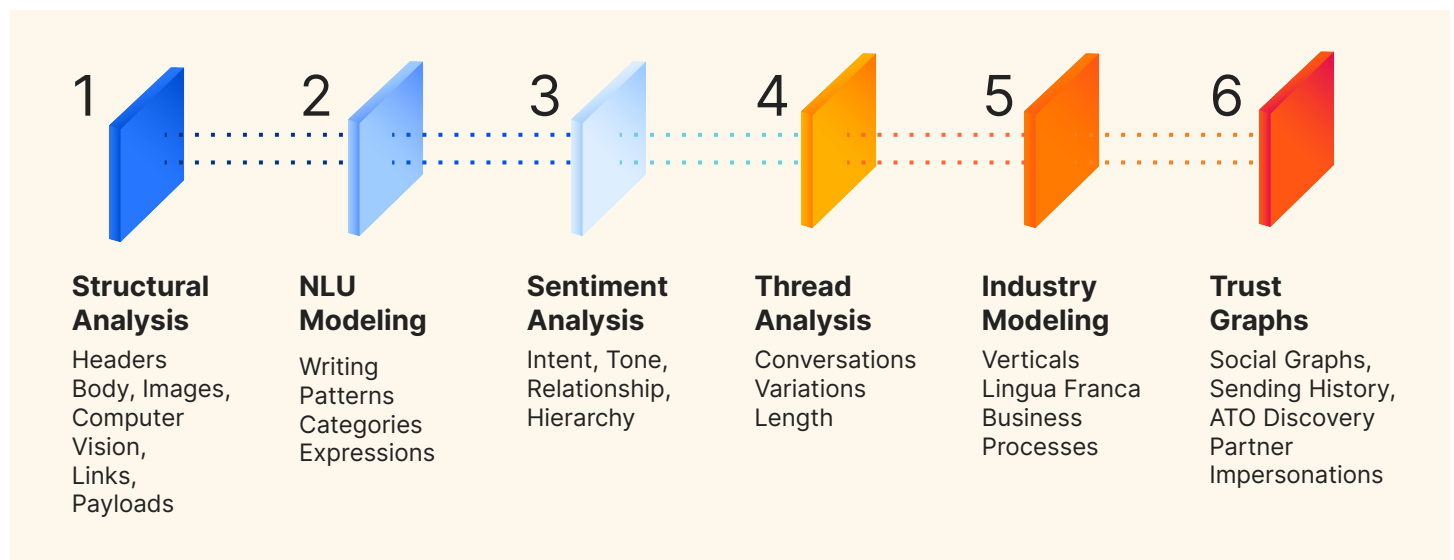 1
Structural
Analysis
Headers
Body, Images,
Computer
Vision,
Links,
Payloads
2
NLU
Modeling
Writing
Patterns
Categories
Expressions
3
Sentiment
Analysis
Intent, Tone,
Relationship,
Hierarchy
4
Thread
Analysis
Conversations
Variations
Length
5
Industry
Modeling
Verticals
Lingua Franca
Business
Processes
6
Trust
Graphs
Social Graphs,
Sending History,
ATO Discovery
Partner
Impersonations